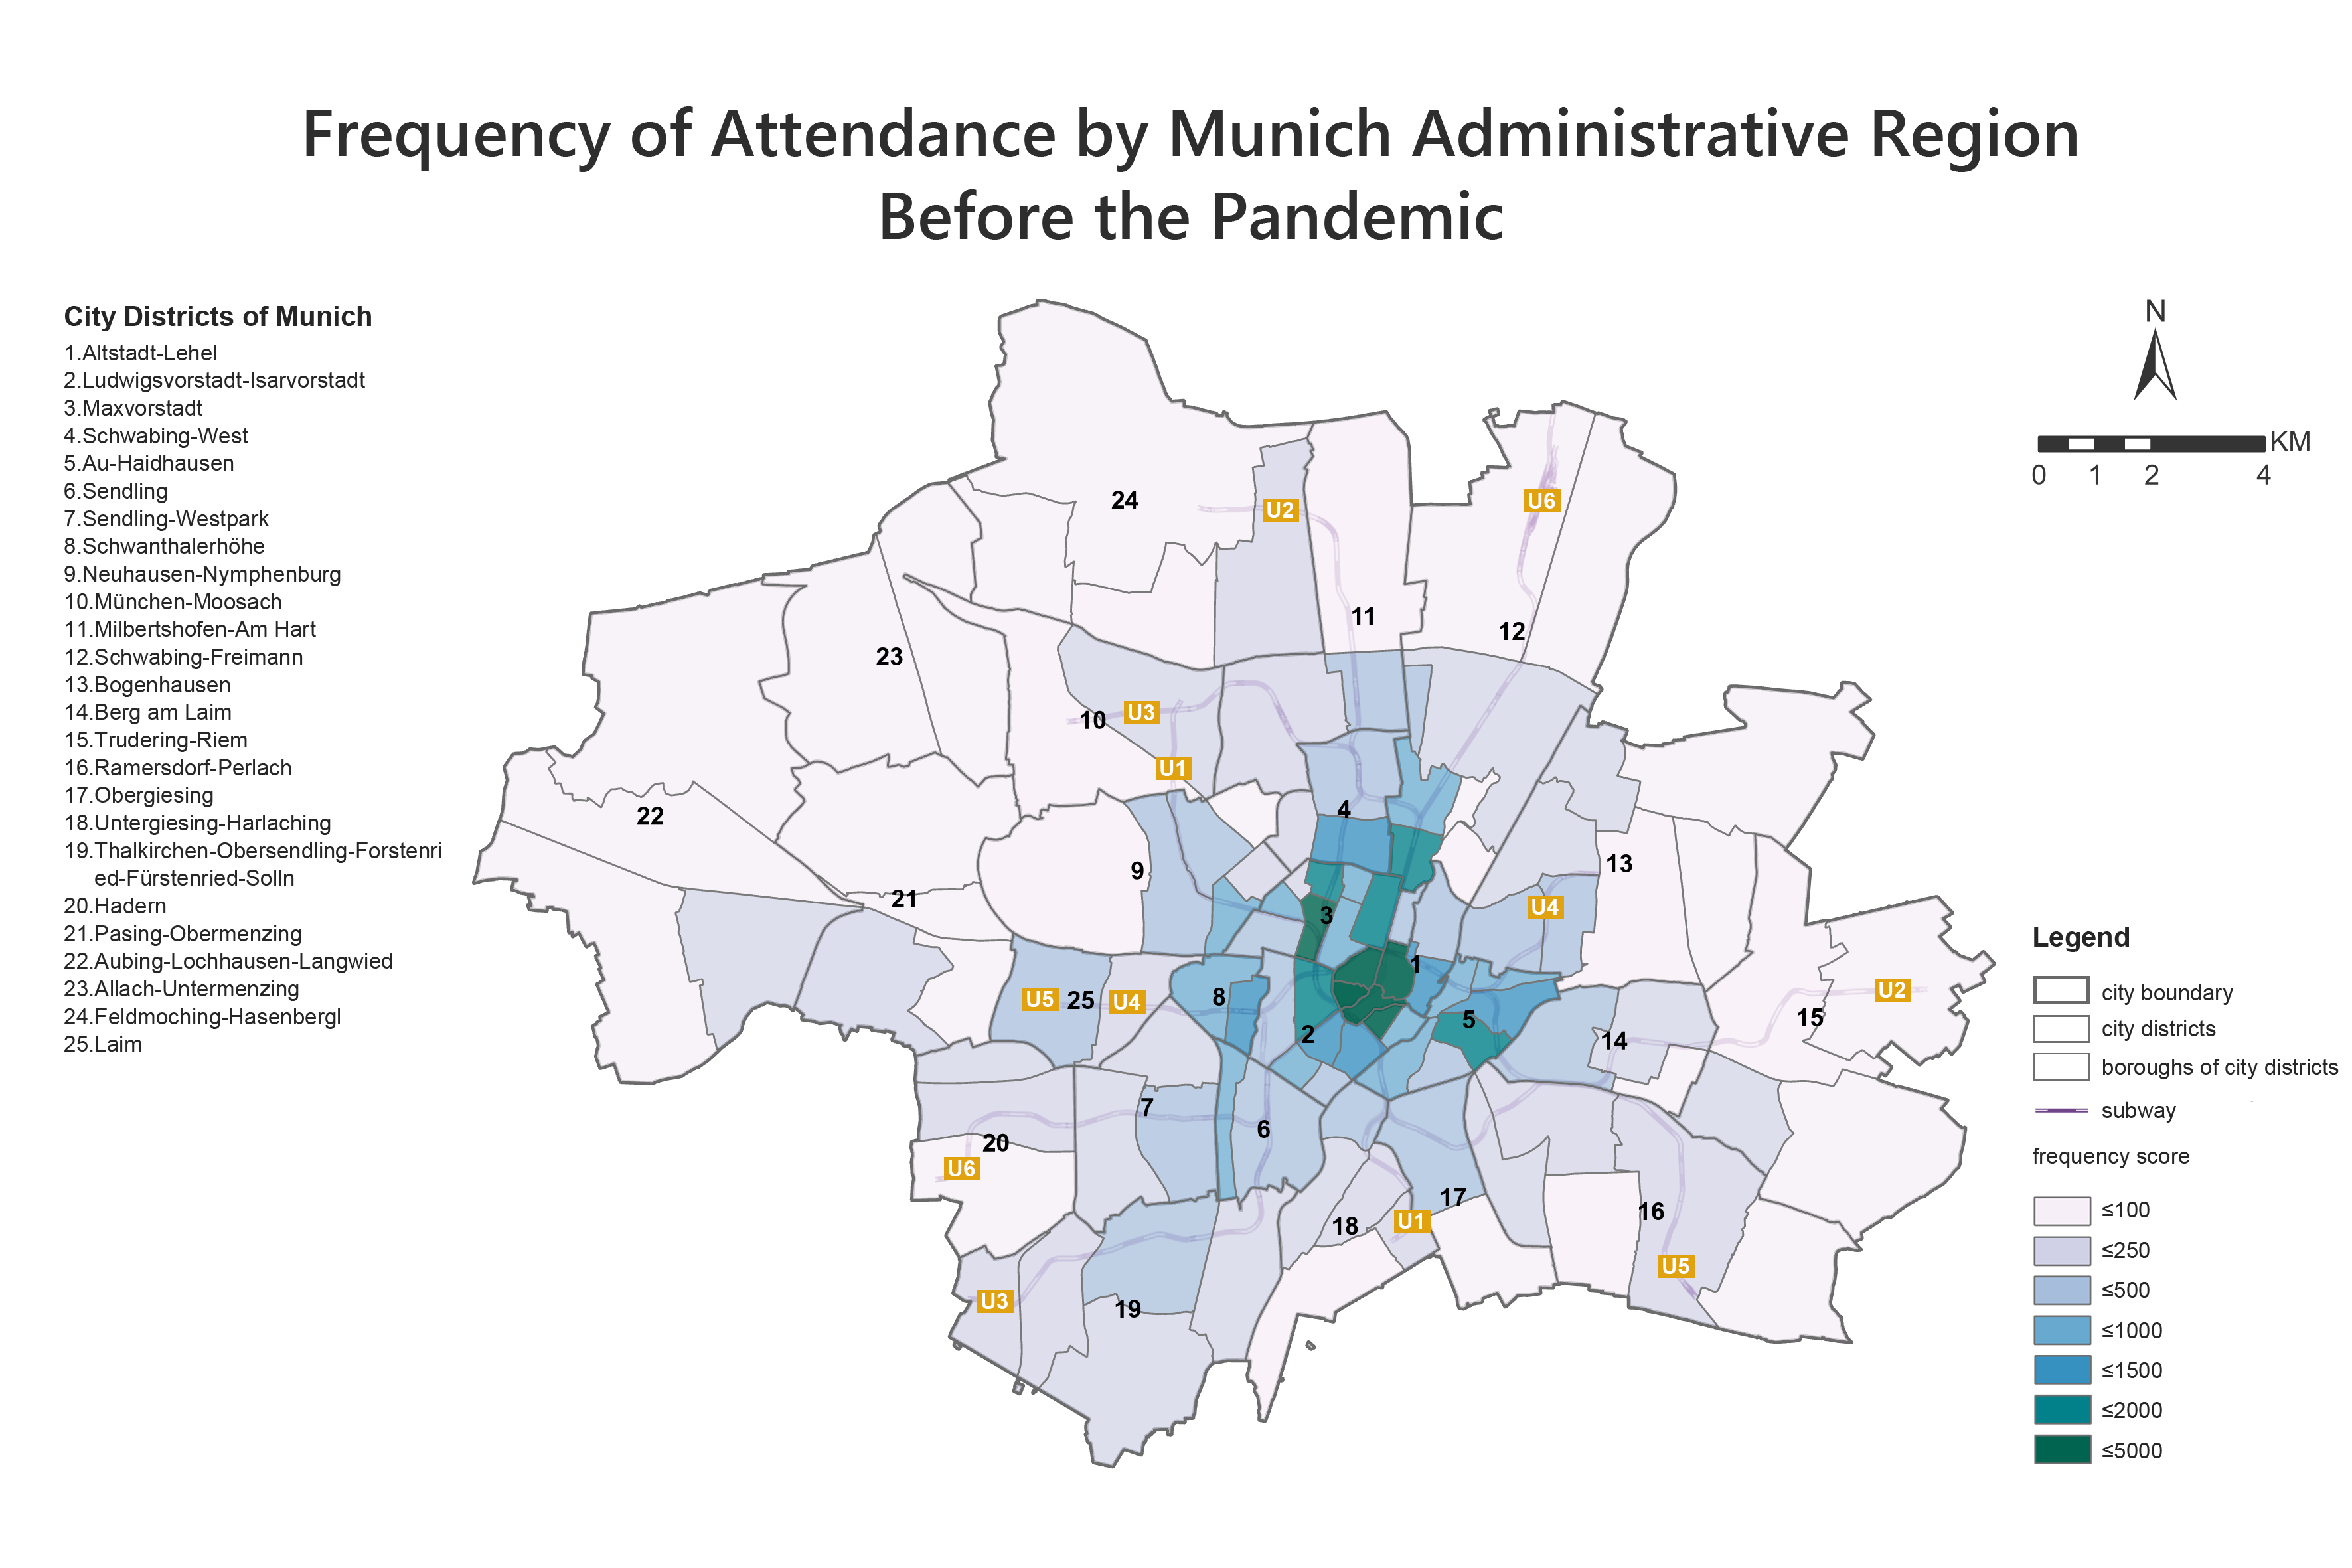 Frequency of Attendance by Munich Administrative Region
Before the Pandemic
City Districts of Munich
1.Altstadt-Lehel
2.Ludwigsvorstadt-Isarvorstadt
3.Maxvorstadt
4.Schwabing-West
5.Au-Haidhausen
6.Sendling
7.Sendling-Westpark
8.Schwanthalerhöhe
9.Neuhausen-Nymphenburg
10.München-Moosach
11.Milbertshofen-Am Hart
12.Schwabing-Freimann
13.Bogenhausen
14.Berg am Laim
15.Trudering-Riem
16.Ramersdorf-Perlach
17.Obergiesing
18.Untergiesing-Harlaching
19.Thalkirchen-Obersendling-Forstenri
ed-Fürstenried-Solln
20.Hadern
21.Pasing-Obermenzing
22.Aubing-Lochhausen-Langwied
23.Allach-Untermenzing
24.Feldmoching-Hasenbergl
25.Laim
24
U2
U6
11
12
23
10
U3
U1
22
4
9
13
21
3
U4
1
U5
25
U4
8
2
5
14
15
U2
7
6
20
U6
17
18
U1
16
U5
U3
19
N
KM
0 1 2 4
Legend
city boundary
city districts
boroughs of city districts
subway
frequency score
≤100
≤250
≤500
≤1000
≤1500
≤2000
≤5000